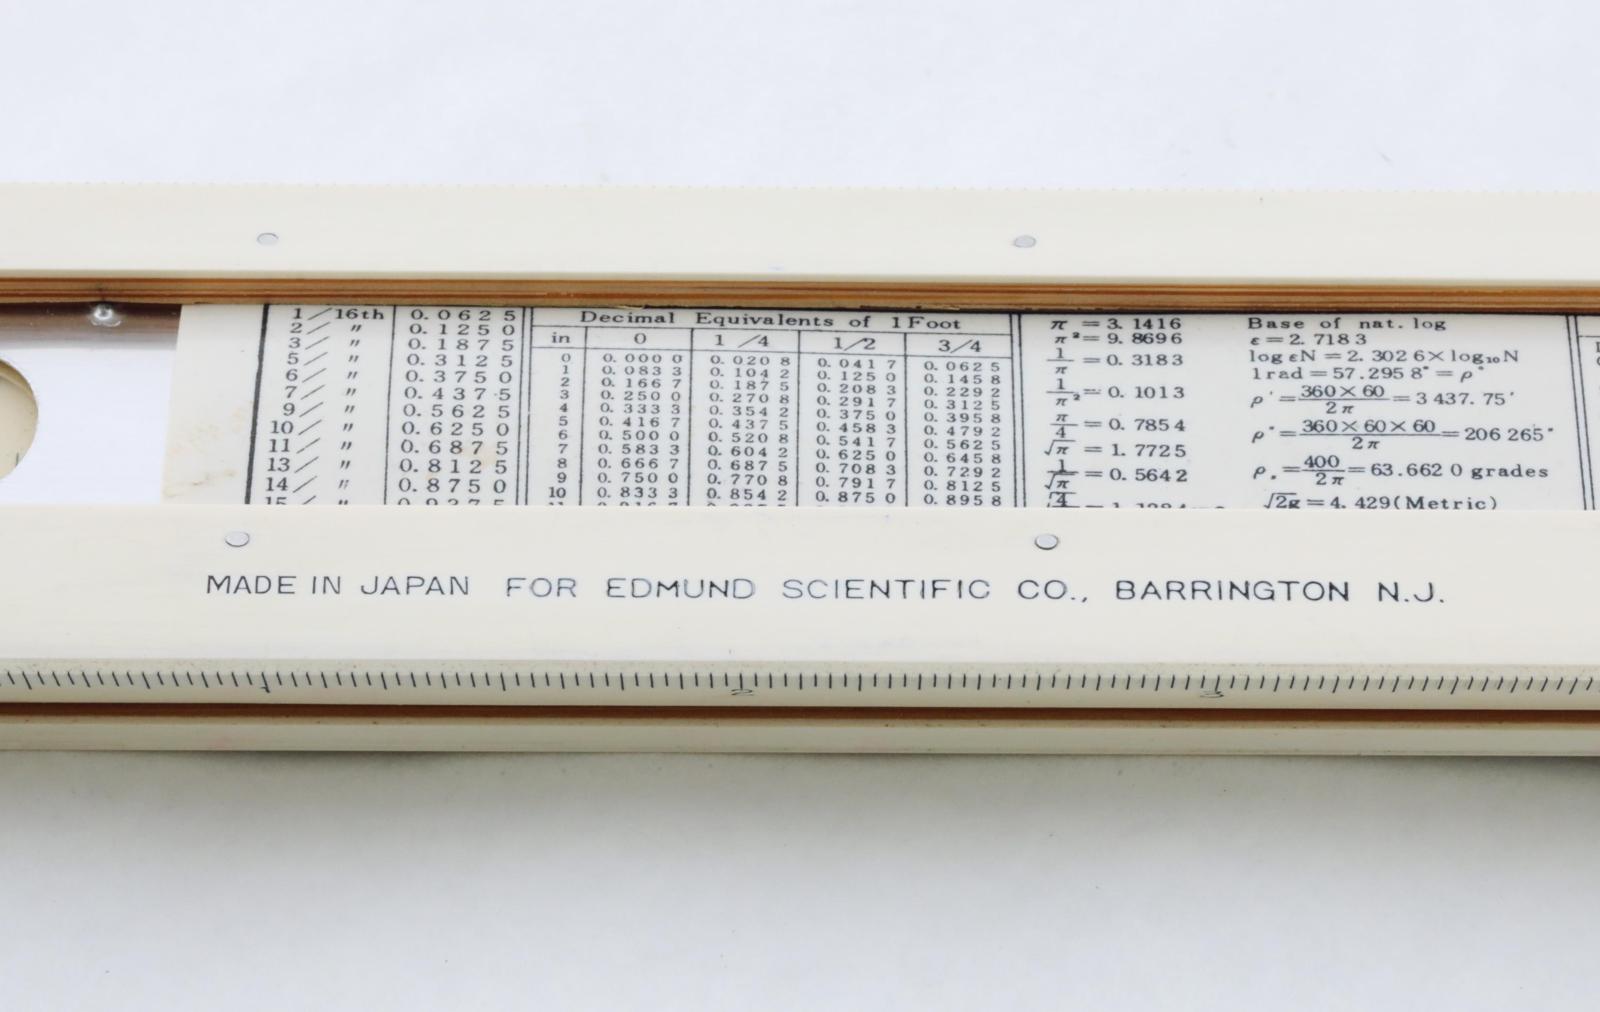 1/16th 0.0625
2/ " 0.1250
3/ " 0.1875
5/ " 0.3125
6/ " 0.3750
7/ " 0.4375
9/ " 0.5625
10/ " 0.6250
11/ " 0.6875
13/ " 0.8125
14/ " 0.8750
15/ " 0.9375
Decimal Equivalents of 1 Foot
in 0 1/4 1/2 3/4
0 0.0000 0.0208 0.0417 0.0625
1 0.0833 0.1042 0.1250 0.1458
2 0.1667 0.1875 0.2083 0.2292
3 0.2500 0.2708 0.2917 0.3125
4 0.3333 0.3542 0.3750 0.3958
5 0.4167 0.4375 0.4583 0.4792
6 0.5000 0.5208 0.5417 0.5625
7 0.5833 0.6042 0.6250 0.6458
8 0.6667 0.6875 0.7083 0.7292
9 0.7500 0.7708 0.7917 0.8125
10 0.8333 0.8542 0.8750 0.8958
π = 3.1416
π² = 9.8696
1/π = 0.3183
1/π² = 0.1013
π/4 = 0.7854
√π = 1.7725
1/√π = 0.5642
Base of nat. log
ε = 2.7183
log εN = 2.3026 × log₁₀N
1 rad = 57.2958° = ρ°
ρ' = 360×60/2π = 3437.75'
ρ" = 360×60×60/2π = 206265"
ρ. = 400/2π = 63.6620 grades
√2g = 4.429 (Metric)
MADE IN JAPAN FOR EDMUND SCIENTIFIC CO., BARRINGTON N.J.
1 2 3